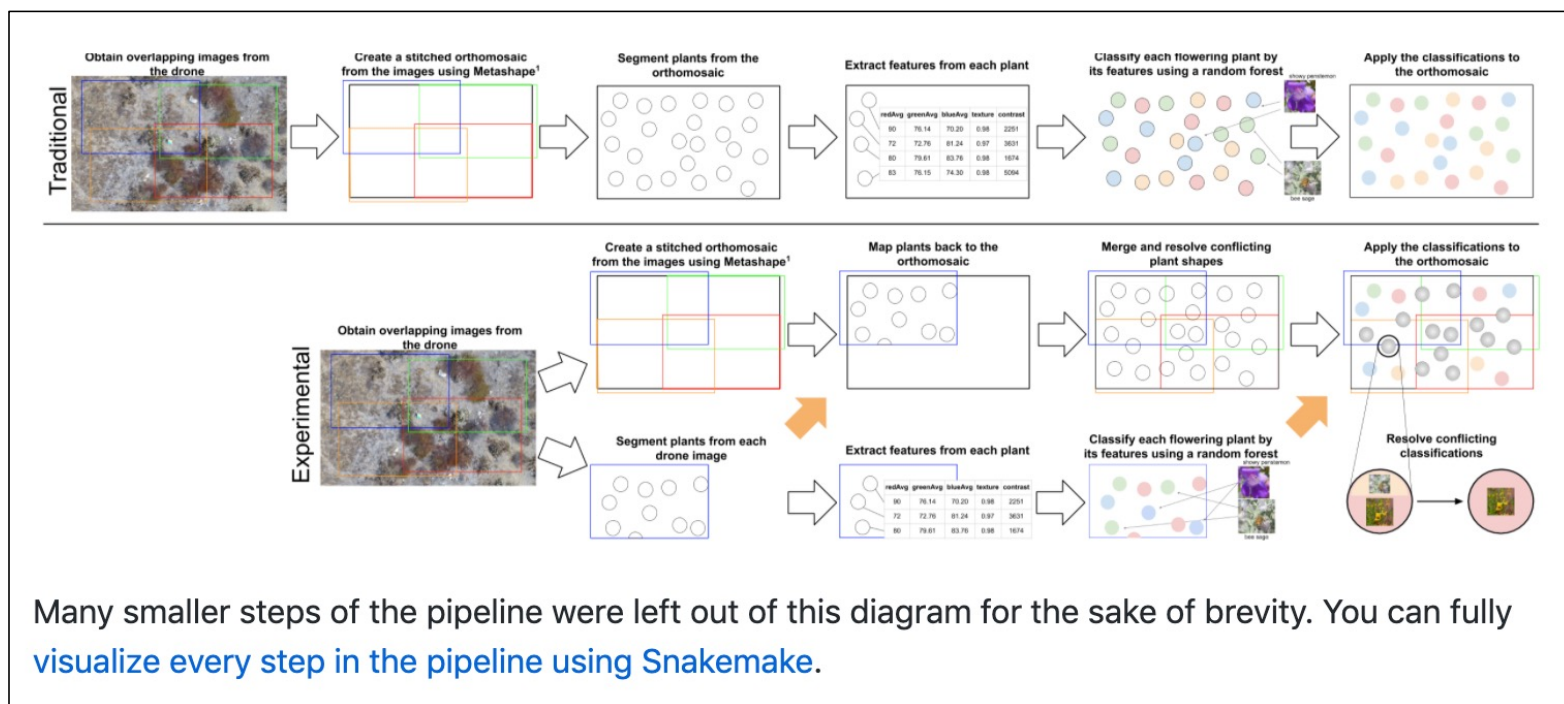 Traditional
Obtain overlapping images from
the drone
Create a stitched orthomosaic
from the images using Metashape¹
Segment plants from the
orthomosaic
Extract features from each plant
redAvg greenAvg blueAvg texture contrast
90 76.14 70.20 0.98 2251
72 72.76 81.24 0.97 3631
80 79.61 83.76 0.98 1674
83 76.15 74.30 0.98 5094
Classify each flowering plant by
its features using a random forest
showy penstemon
bee sage
Apply the classifications to
the orthomosaic
Experimental
Obtain overlapping images from
the drone
Create a stitched orthomosaic
from the images using Metashape¹
Map plants back to the
orthomosaic
Merge and resolve conflicting
plant shapes
Apply the classifications to
the orthomosaic
Segment plants from each
drone image
Extract features from each plant
redAvg greenAvg blueAvg texture contrast
90 76.14 70.20 0.98 2251
72 72.76 81.24 0.97 3631
80 79.61 83.76 0.98 1674
Classify each flowering plant by
its features using a random forest
showy penstemon
bee sage
Resolve conflicting
classifications
Many smaller steps of the pipeline were left out of this diagram for the sake of brevity. You can fully
visualize every step in the pipeline using Snakemake.